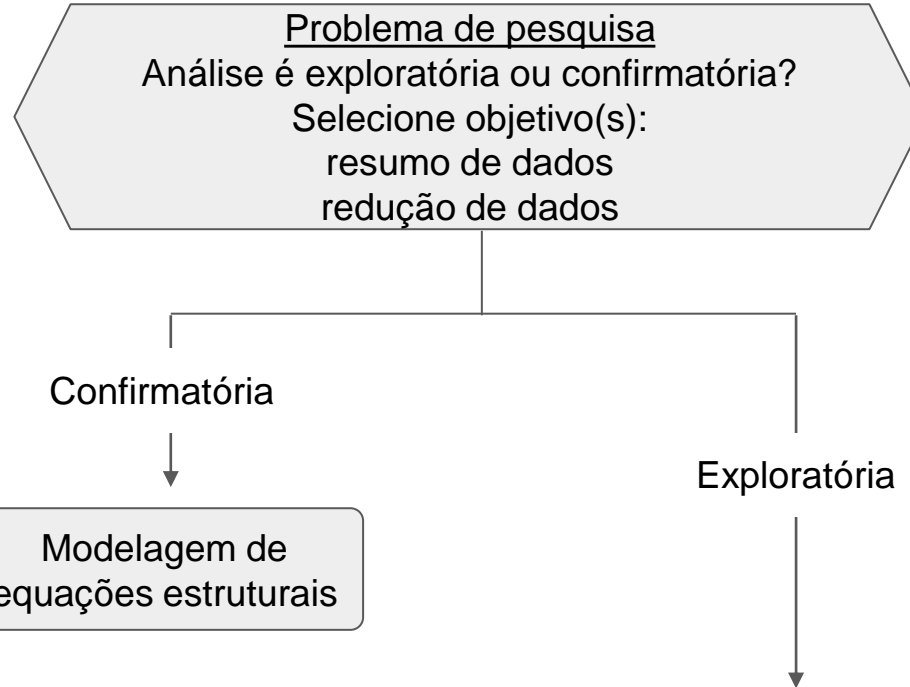 Problema de pesquisa
Análise é exploratória ou confirmatória?
Selecione objetivo(s):
resumo de dados
redução de dados
Confirmatória
Exploratória
Modelagem de
equações estruturais